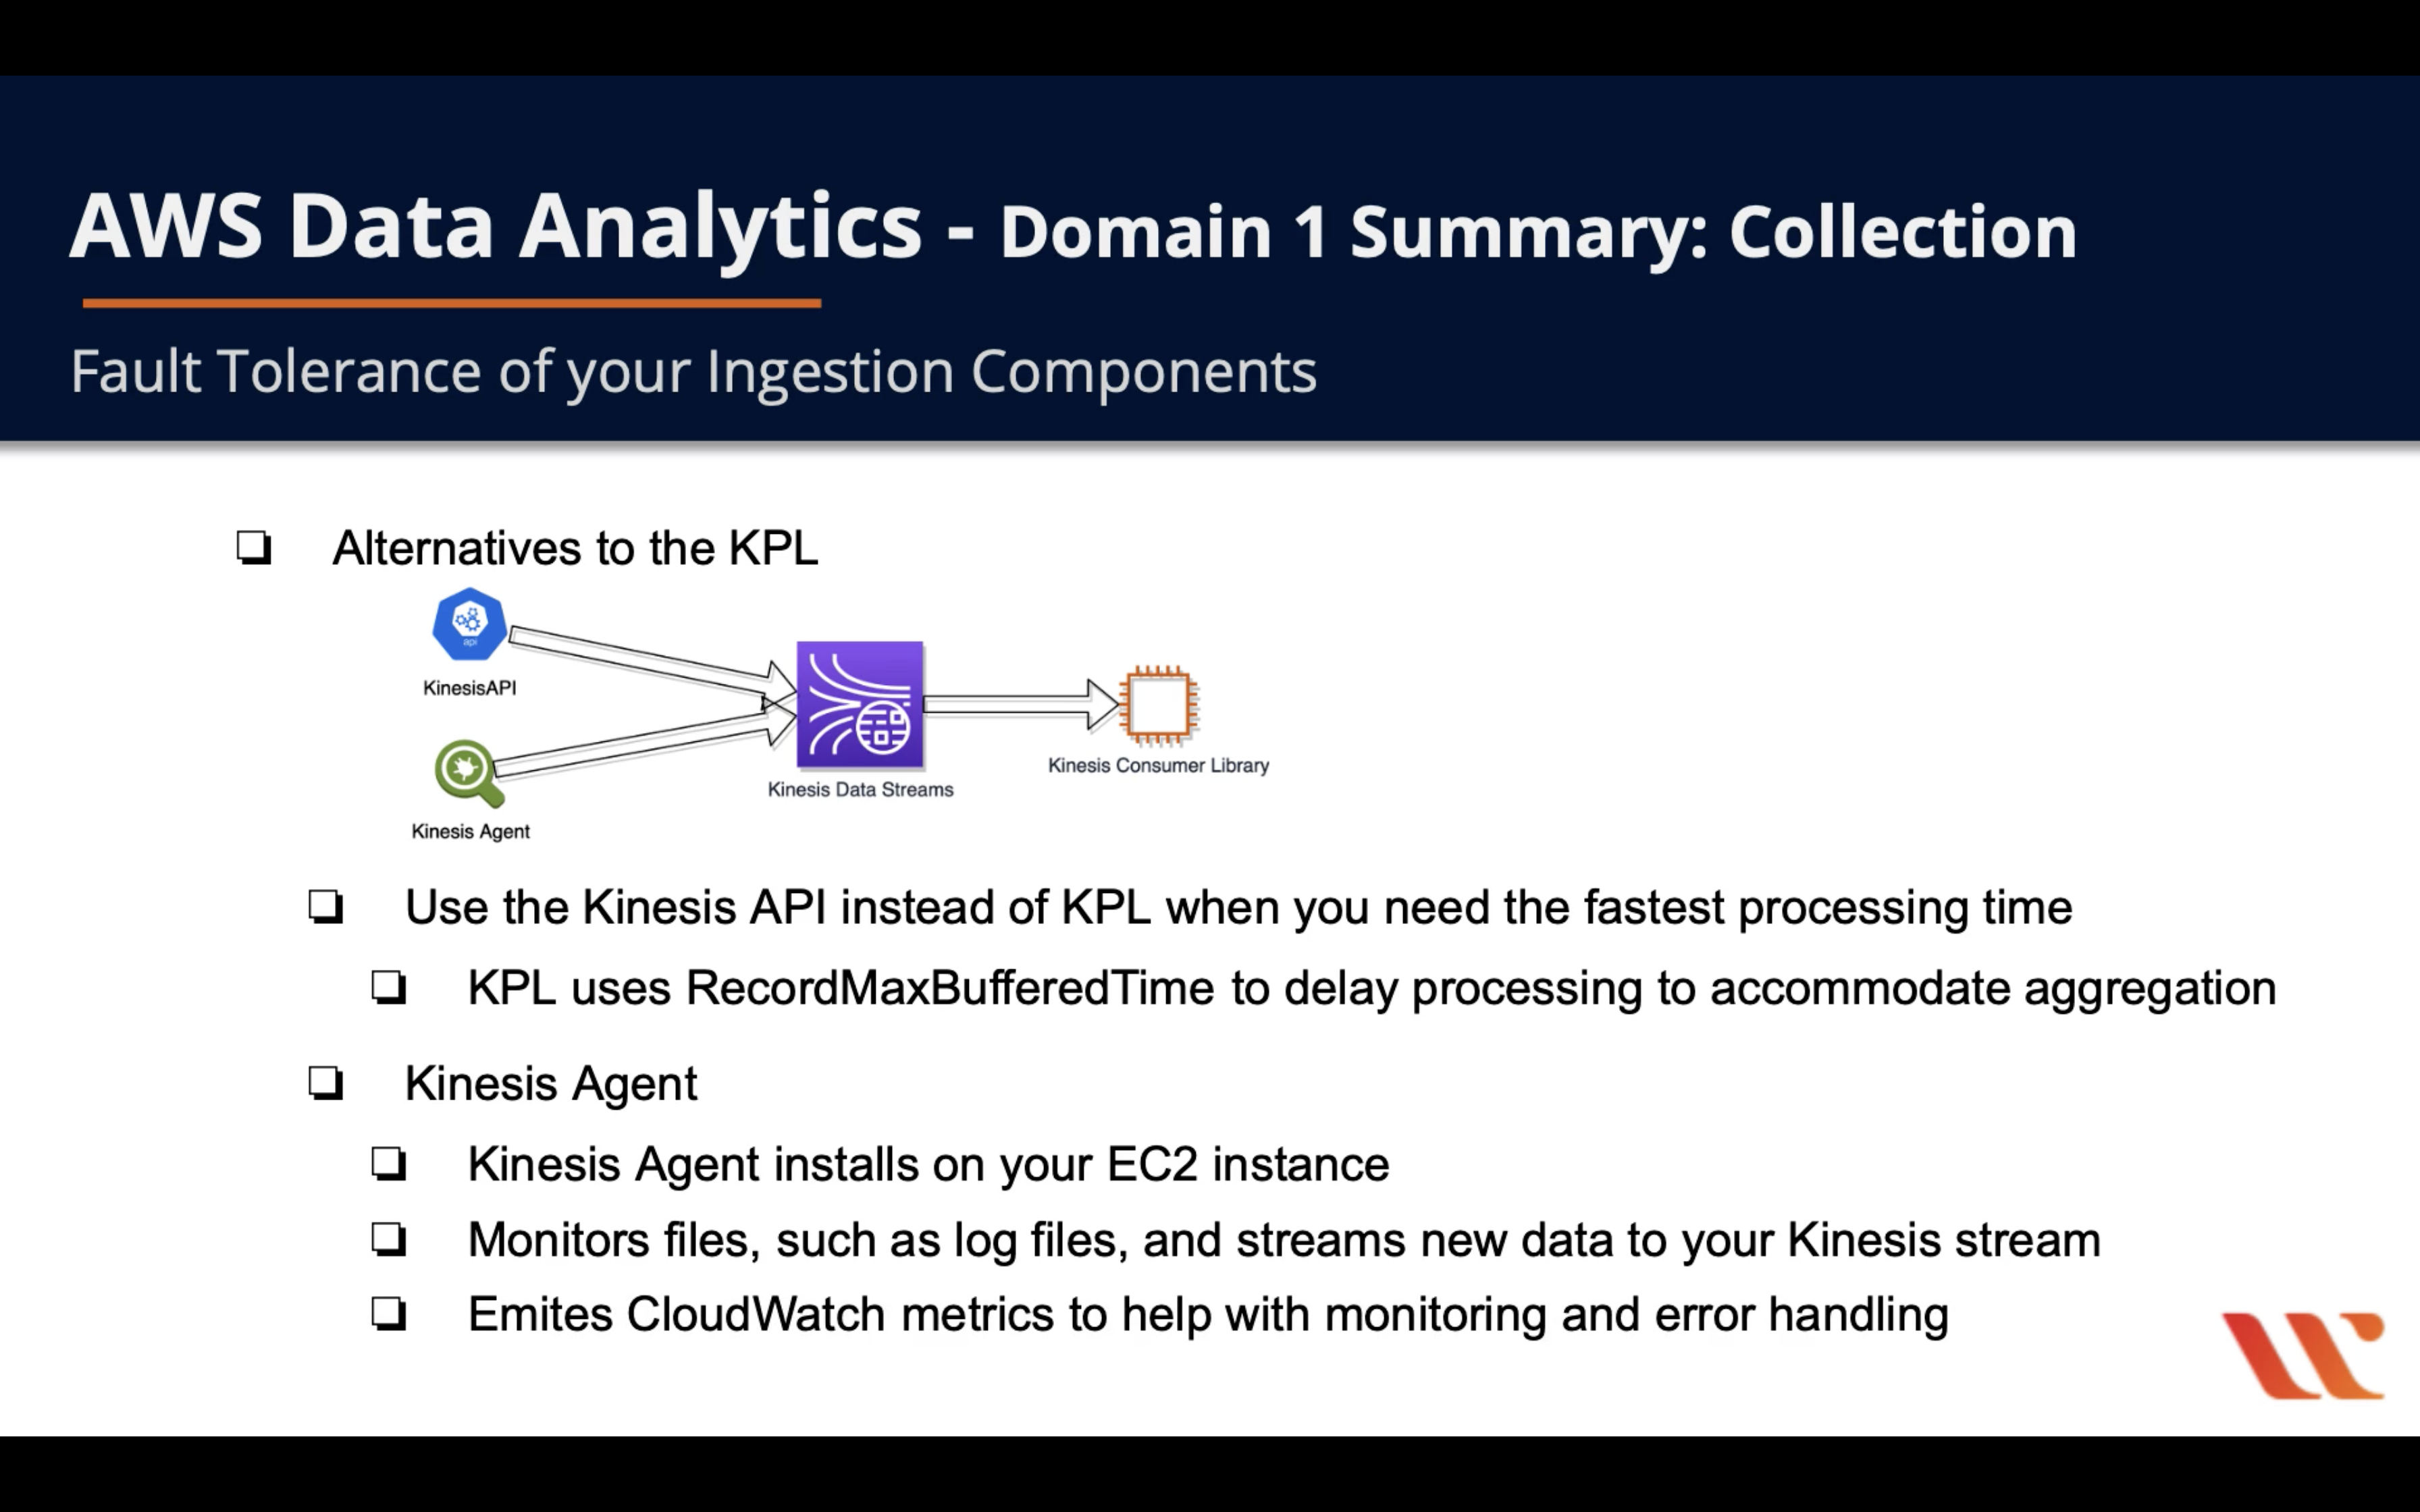 AWS Data Analytics - Domain 1 Summary: Collection
Fault Tolerance of your Ingestion Components
Alternatives to the KPL
api
KinesisAPI
Kinesis Agent
Kinesis Data Streams
Kinesis Consumer Library
Use the Kinesis API instead of KPL when you need the fastest processing time
KPL uses RecordMaxBufferedTime to delay processing to accommodate aggregation
Kinesis Agent
Kinesis Agent installs on your EC2 instance
Monitors files, such as log files, and streams new data to your Kinesis stream
Emites CloudWatch metrics to help with monitoring and error handling